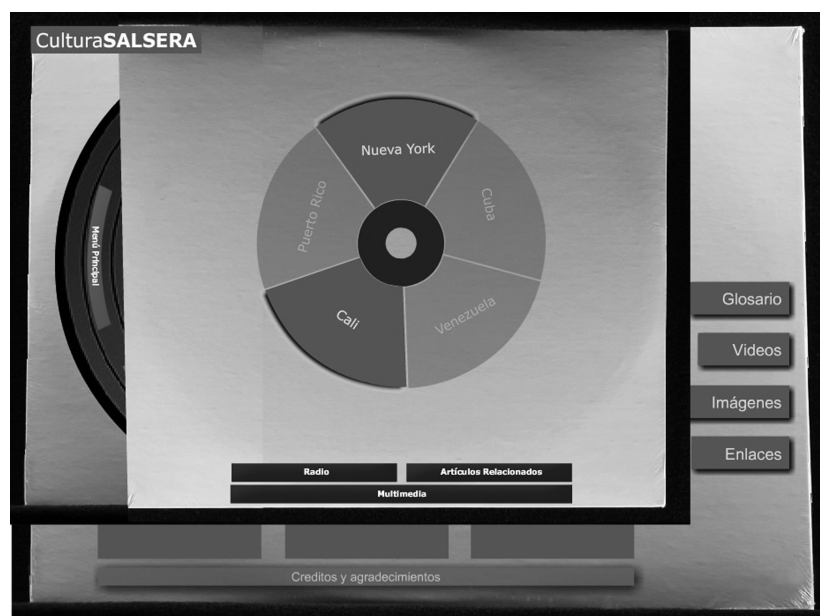 CulturaSALSERA
Nueva York
Cuba
Puerto Rico
Venezuela
Cali
Menú Principal
Glosario
Videos
Imágenes
Enlaces
Radio
Artículos Relacionados
Multimedia
Creditos y agradecimientos